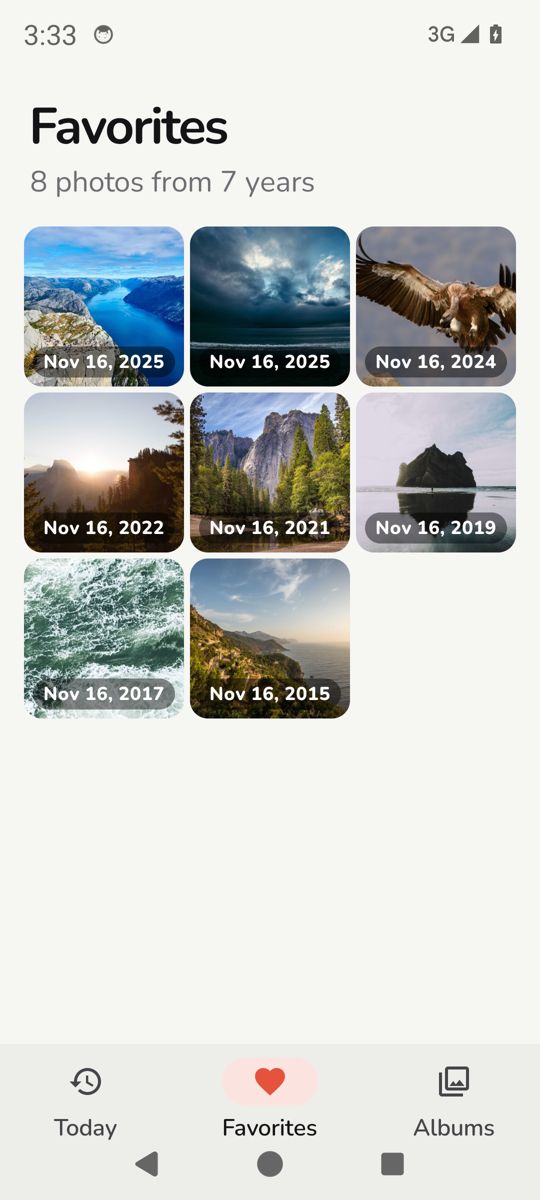 3:33
3G
Favorites
8 photos from 7 years
Nov 16, 2025
Nov 16, 2025
Nov 16, 2024
Nov 16, 2022
Nov 16, 2021
Nov 16, 2019
Nov 16, 2017
Nov 16, 2015
Today
Favorites
Albums